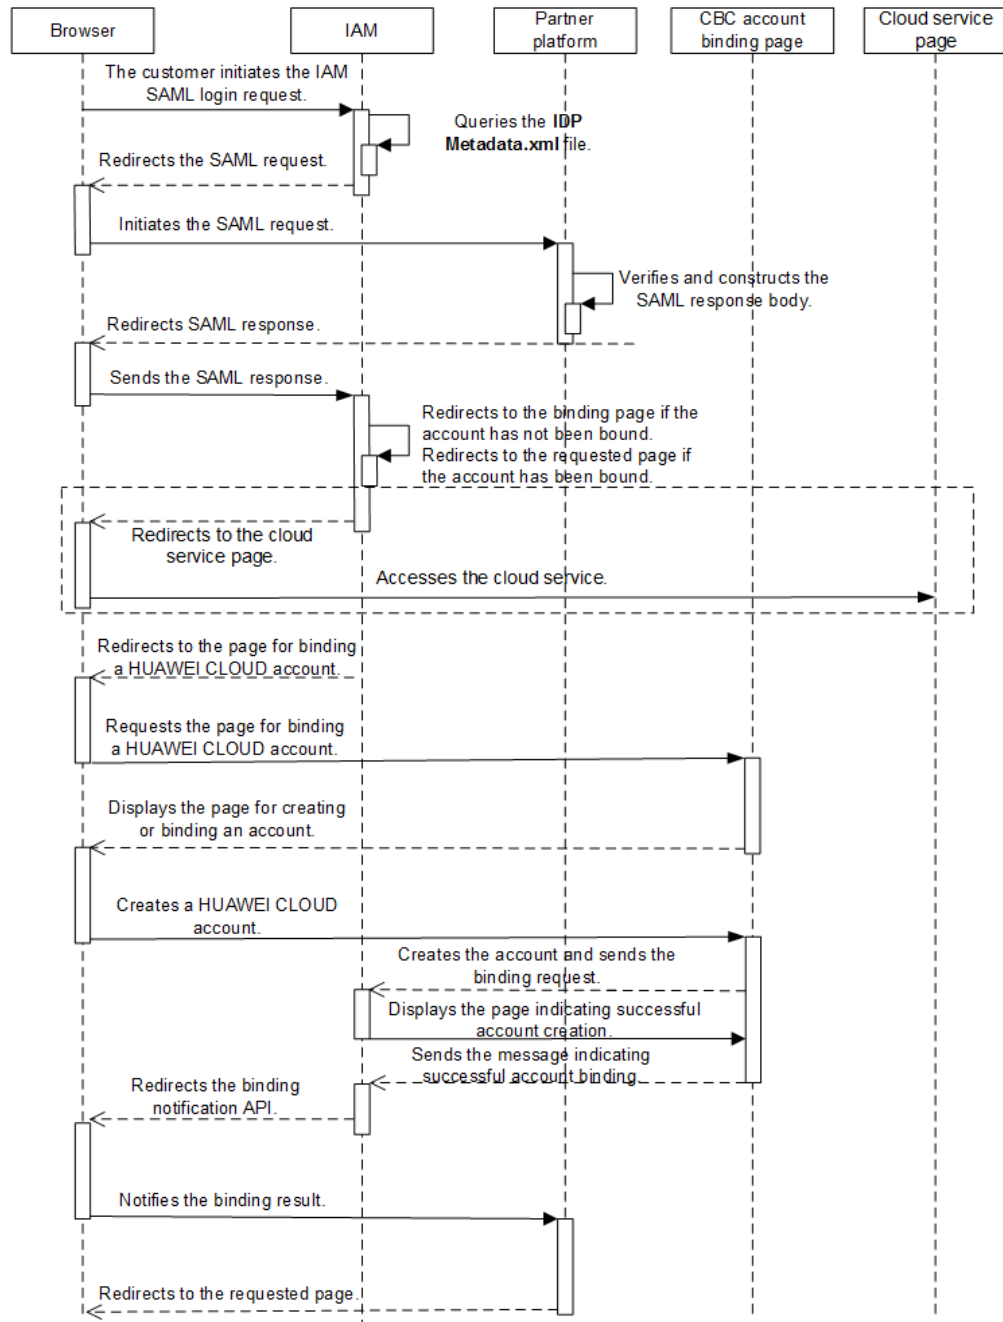 Browser
IAM
Partner
platform
CBC account
binding page
Cloud service
page
The customer initiates the IAM
SAML login request.
Queries the IDP
Metadata.xml file.
Redirects the SAML request.
Initiates the SAML request.
Verifies and constructs the
SAML response body.
Redirects SAML response.
Sends the SAML response.
Redirects to the binding page if the
account has not been bound.
Redirects to the requested page if
the account has been bound.
Redirects to the cloud
service page.
Accesses the cloud service.
Redirects to the page for binding
a HUAWEI CLOUD account.
Requests the page for binding
a HUAWEI CLOUD account.
Displays the page for creating
or binding an account.
Creates a HUAWEI CLOUD
account.
Creates the account and sends the
binding request.
Displays the page indicating successful
account creation.
Sends the message indicating
successful account binding.
Redirects the binding
notification API.
Notifies the binding result.
Redirects to the requested page.